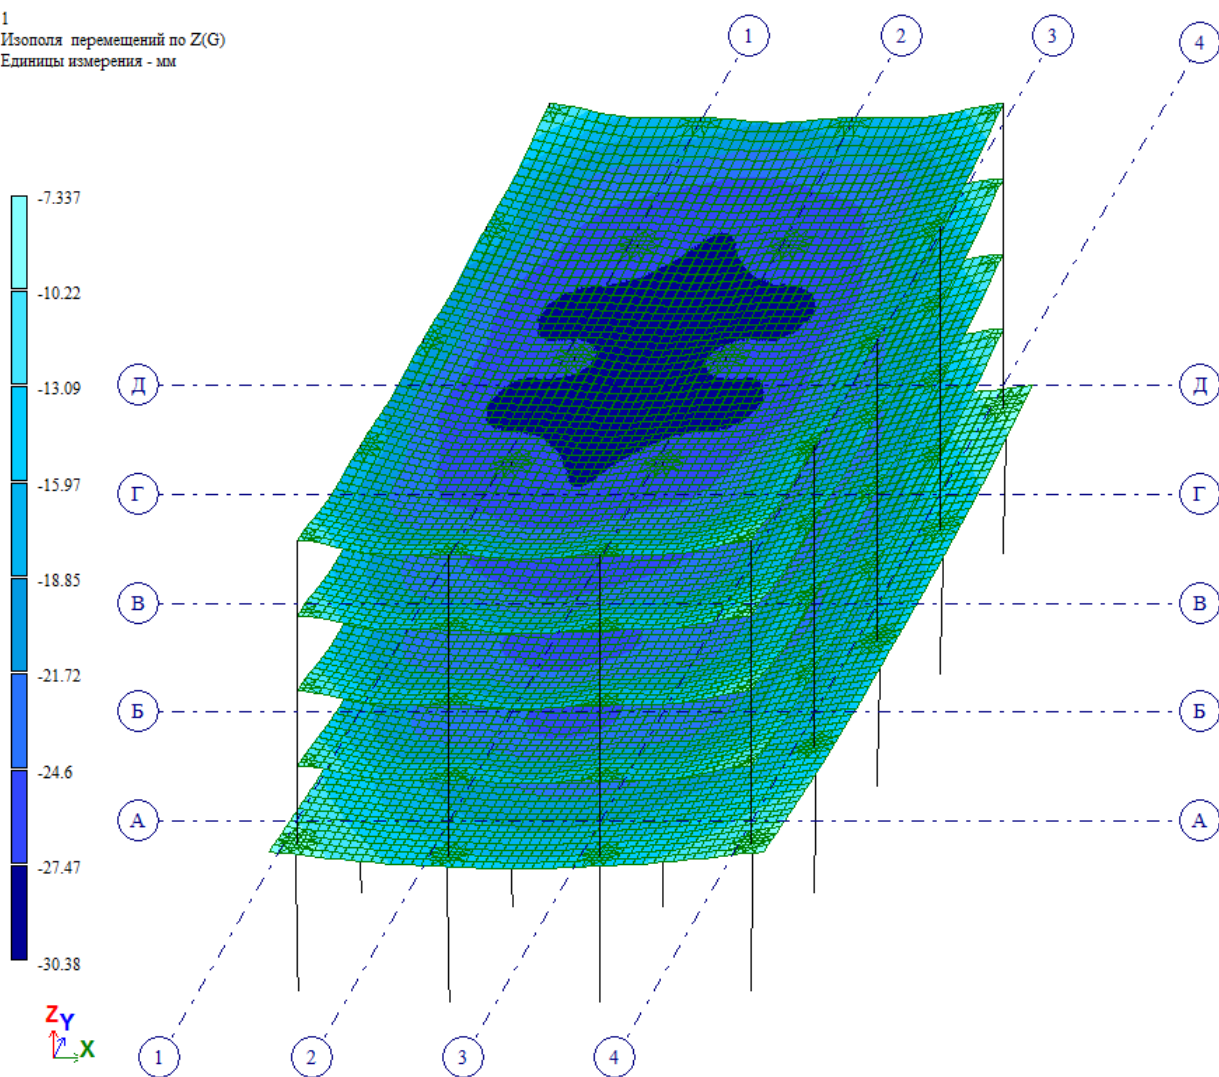 1
Изополя перемещений по Z(G)
Единицы измерения - мм
1
2
3
4
-7.337
-10.22
-13.09
-15.97
-18.85
-21.72
-24.6
-27.47
-30.38
Д
Д
Г
Г
В
В
Б
Б
А
А
Z
Y
X
1
2
3
4